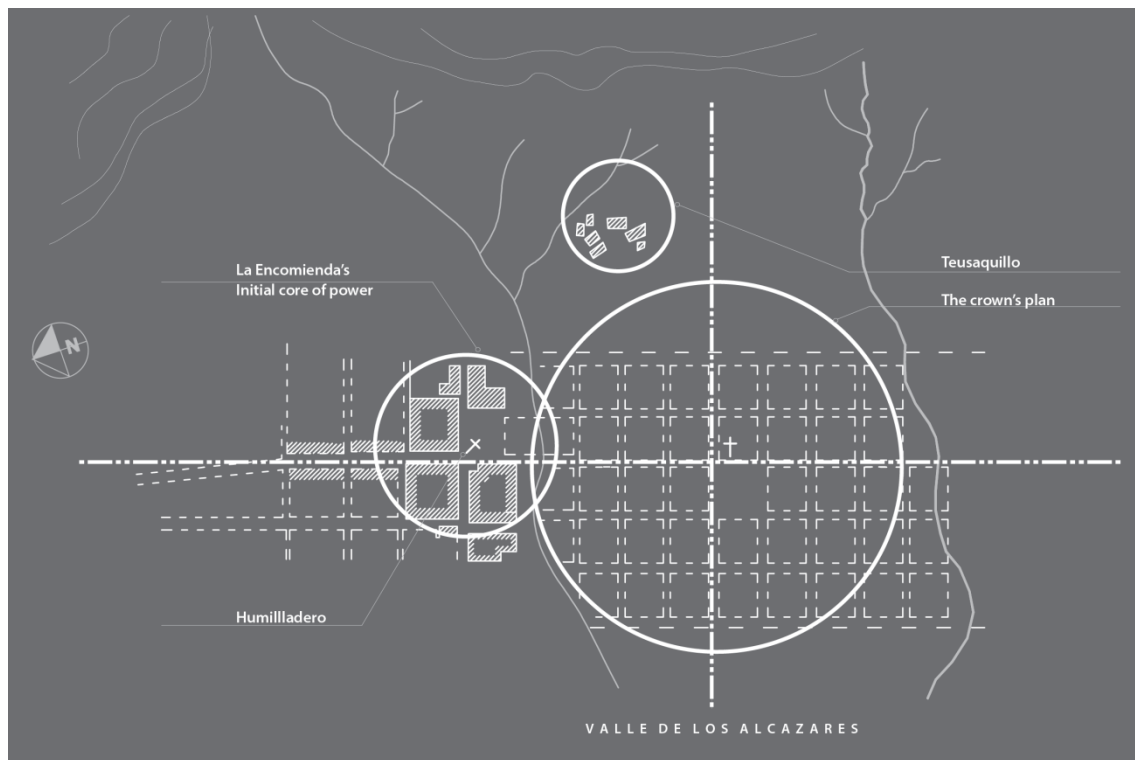 Teusaquillo
La Encomienda's
Initial core of power
The crown's plan
N
Humillladero
VALLE DE LOS ALCAZARES